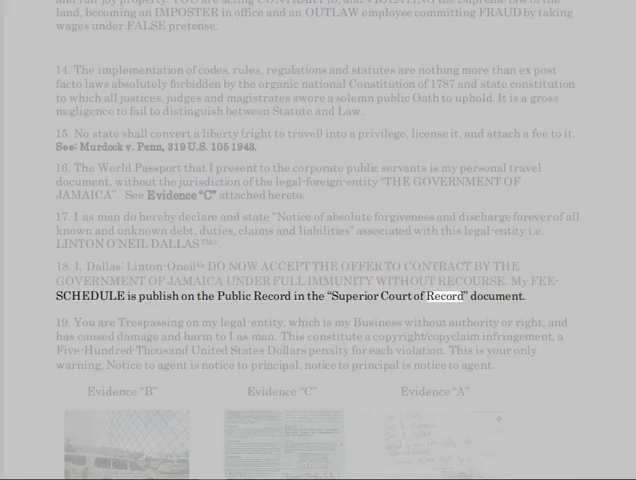 land, becoming an IMPOSTER in office and an OUTLAW employee committing FRAUD by taking
wages under FALSE pretense.
14. The implementation of codes, rules, regulations and statutes are nothing more than ex post
facto laws absolutely forbidden by the organic national Constitution of 1787 and state constitution
to which all justices, judges and magistrates swore a solemn public Oath to uphold. It is a gross
negligence to fail to distinguish between Statute and Law.
15. No state shall convert a liberty (right to travel) into a privilege, license it, and attach a fee to it.
See: Murdock v. Penn, 319 U.S. 105 1943.
16. The World Passport that I present to the corporate public servants is my personal travel
document, without the jurisdiction of the legal-foreign-entity “THE GOVERNMENT OF
JAMAICA”. See Evidence “C” attached hereto.
17. I as man do hereby declare and state “Notice of absolute forgiveness and discharge forever of all
known and unknown debt, duties, claims and liabilities” associated with this legal-entity i.e.
LINTON O’NEIL DALLAS™©.
18. I, Dallas: Linton-Oneil DO NOW ACCEPT THE OFFER TO CONTRACT BY THE
GOVERNMENT OF JAMAICA UNDER FULL IMMUNITY WITHOUT RECOURSE. My FEE-
SCHEDULE is publish on the Public Record in the “Superior Court of Record” document.
19. You are Trespassing on my legal-entity, which is my Business without authority or right, and
has caused damage and harm to I as man. This constitute a copyright/copyclaim infringement, a
Five-Hundred-Thousand United States Dollars penalty for each violation. This is your only
warning. Notice to agent is notice to principal, notice to principal is notice to agent.
Evidence “B” Evidence “C” Evidence “A”